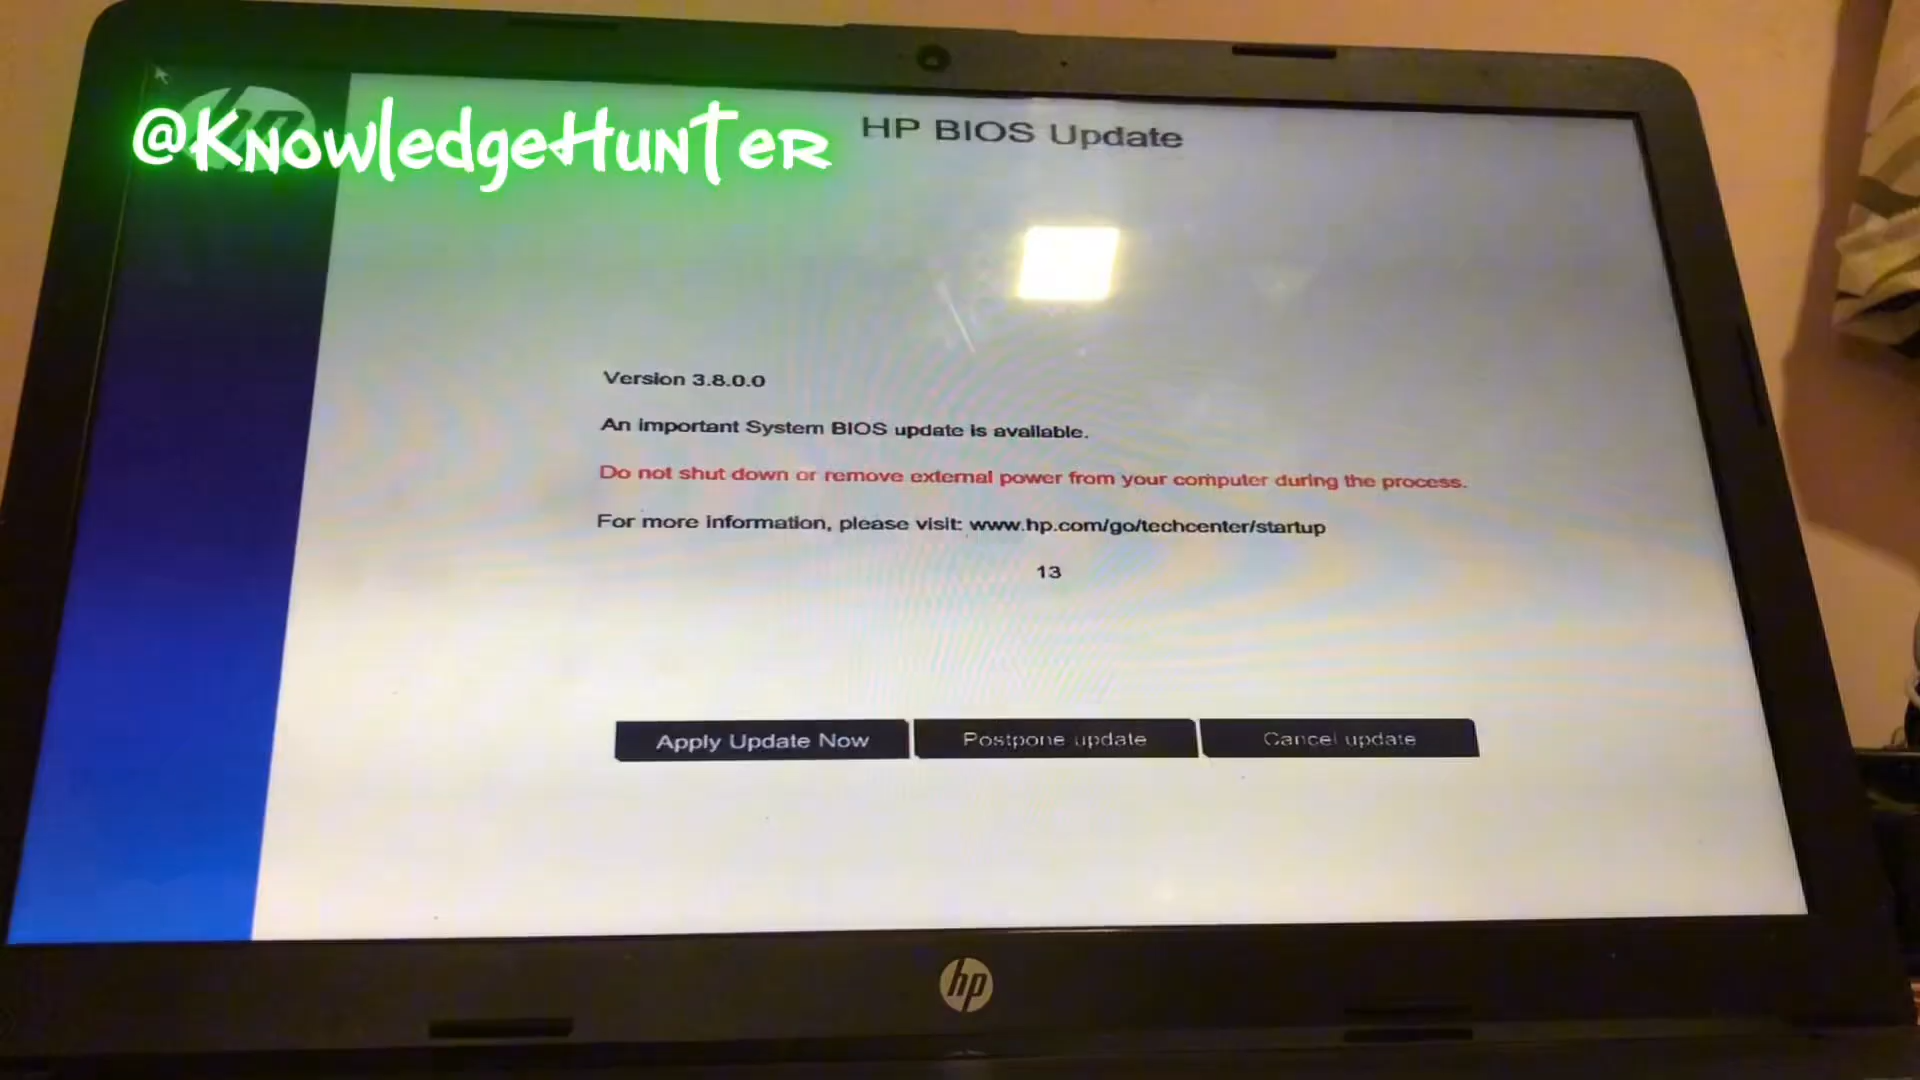 hp
@KnowledgeHunter
HP BIOS Update
Version 3.8.0.0
An important System BIOS update is available.
Do not shut down or remove external power from your computer during the process.
For more information, please visit: www.hp.com/go/techcenter/startup
13
Apply Update Now
Postpone update
Cancel update
hp